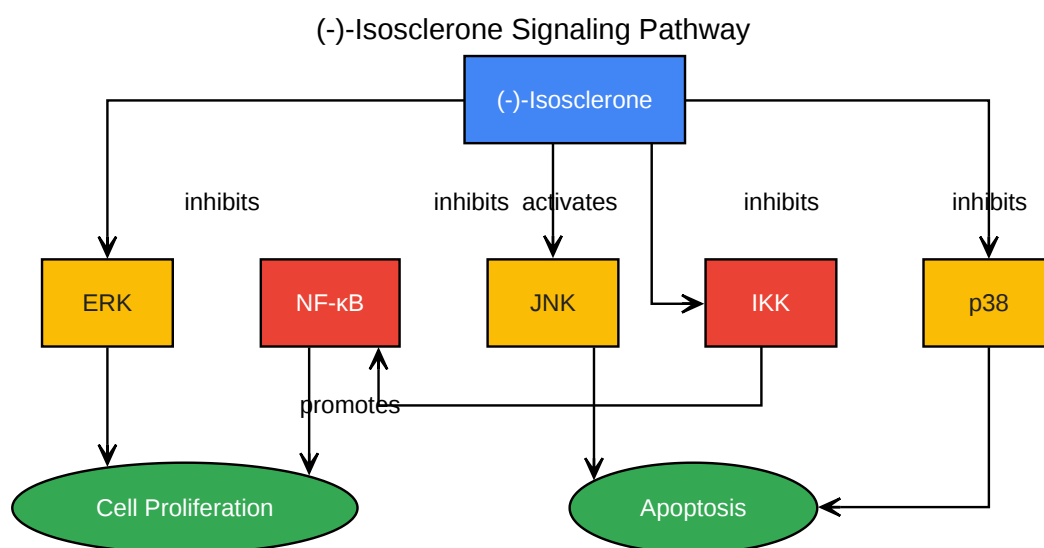 (-)-Isosclerone Signaling Pathway
(-)-Isosclerone
inhibits inhibits activates inhibits inhibits
ERK NF-κB JNK IKK p38
promotes
Cell Proliferation Apoptosis